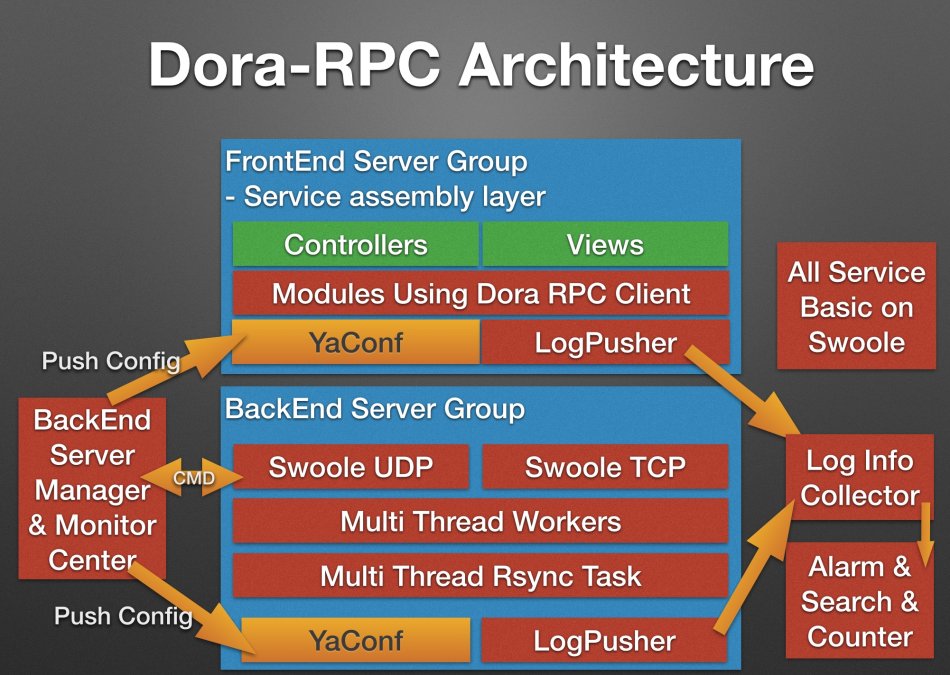 Dora-RPC Architecture
FrontEnd Server Group
- Service assembly layer
Controllers
Views
Modules Using Dora RPC Client
YaConf
LogPusher
All Service
Basic on
Swoole
Push Config
BackEnd Server Group
BackEnd
Server
Manager
& Monitor
Center
CMD
Swoole UDP
Swoole TCP
Multi Thread Workers
Multi Thread Rsync Task
Push Config
YaConf
LogPusher
Log Info
Collector
Alarm &
Search &
Counter